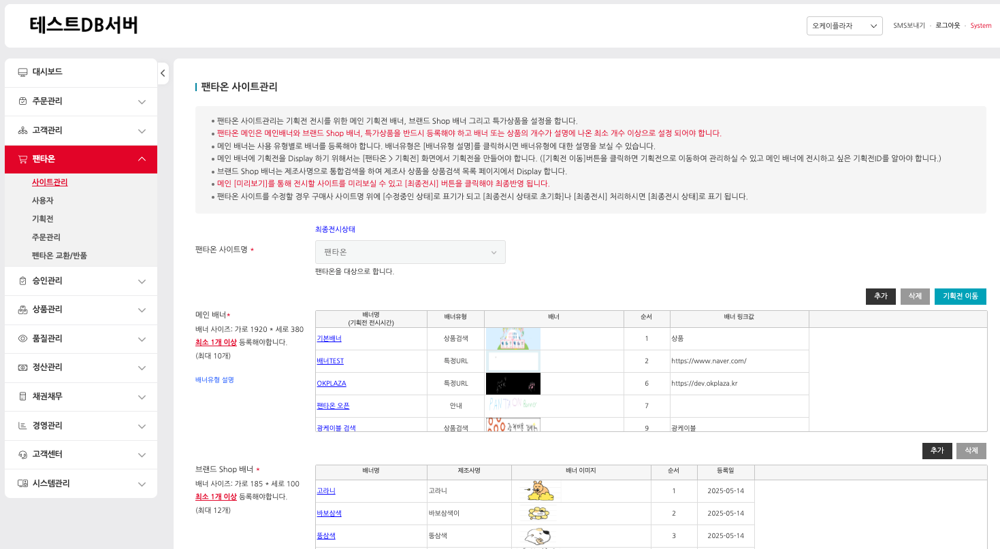 테스트DB서버
오케이플라자
SMS보내기 · 로그아웃 · System
대시보드
주문관리
고객관리
팬타온
사이트관리
사용자
기획전
주문관리
펜타온 교환/반품
승인관리
상품관리
품질관리
정산관리
채권채무
경영관리
고객센터
시스템관리
팬타온 사이트관리
팬타온 사이트관리는 기획전 전시를 위한 메인 기획전 배너, 브랜드 Shop 배너 그리고 특가상품을 설정을 합니다.
팬타온 메인은 메인배너와 브랜드 Shop 배너, 특가상품을 반드시 등록해야 하고 배너 또는 상품의 개수가 설명에 나온 최소 개수 이상으로 설정 되어야 합니다.
메인 배너는 사용 유형별로 배너를 등록해야 합니다. 배너유형은 [배너유형 설명]를 클릭하시면 배너유형에 대한 설명을 보실 수 있습니다.
메인 배너에 기획전을 Display 하기 위해서는 [팬타온 > 기획전] 화면에서 기획전을 만들어야 합니다. ([기획전 이동]버튼을 클릭하면 기획전으로 이동하여 관리하실 수 있고 메인 배너에 전시하고 싶은 기획전ID를 알아야 합니다.)
브랜드 Shop 배너는 제조사명으로 통합검색을 하여 제조사 상품을 상품검색 목록 페이지에서 Display 합니다.
메인 [미리보기]를 통해 전시할 사이트를 미리보실 수 있고 [최종전시] 버튼을 클릭해야 최종반영 됩니다.
팬타온 사이트를 수정할 경우 구매사 사이트명 위에 [수정중인 상태]로 표기가 되고 [최종전시 상태로 초기화]나 [최종전시] 처리하시면 [최종전시 상태]로 표기 됩니다.
최종전시상태
팬타온 사이트명 *
팬타온
팬타온을 대상으로 합니다.
추가 삭제 기획전 이동
메인 배너*
배너 사이즈: 가로 1920 * 세로 380
최소 1개 이상 등록해야합니다.
(최대 10개)
배너유형 설명
배너명 배너유형 배너 순서 배너 링크값
(기획전 전시시간)
기본배너 상품검색 1 상품
배너TEST 특정URL 2 https://www.naver.com/
OKPLAZA 특정URL 6 https://dev.okplaza.kr
팬타온 오픈 안내 PANTAON Banner 7
광케이블 검색 상품검색 광케이블 9 광케이블
추가 삭제
브랜드 Shop 배너 *
배너 사이즈: 가로 185 * 세로 100
최소 1개 이상 등록해야합니다.
(최대 12개)
배너명 제조사명 배너 이미지 순서 등록일
고라니 고라니 1 2025-05-14
바보삼색 바보삼색이 2 2025-05-14
뚱삼색 뚱삼색 3 2025-05-14